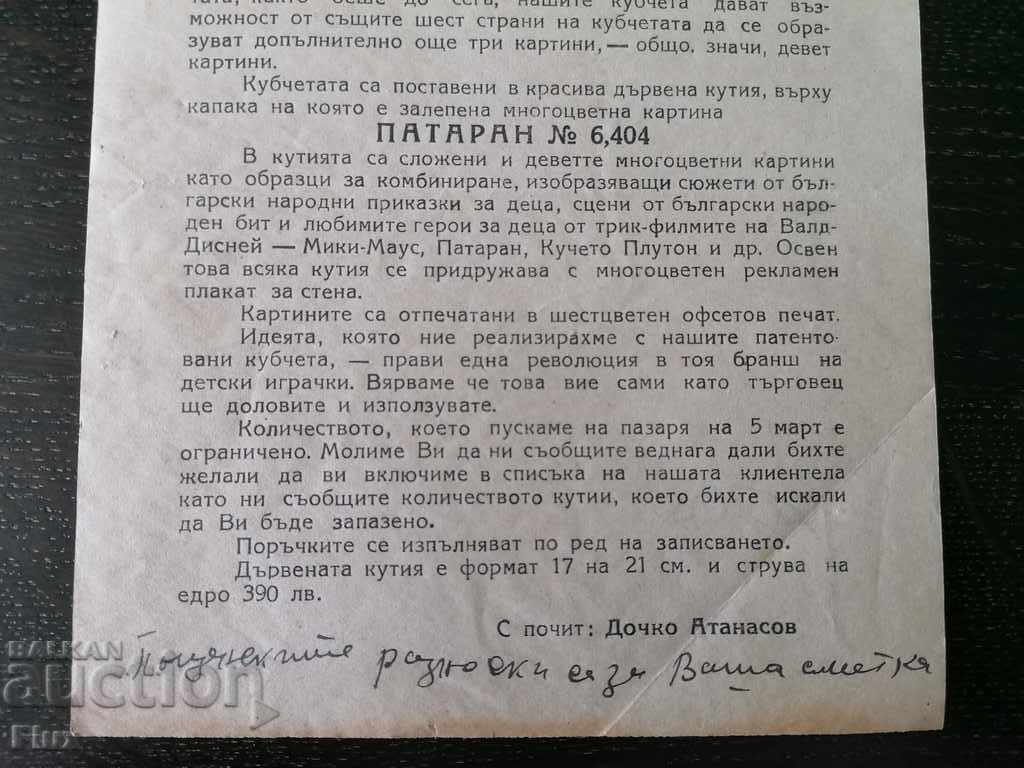 тата, както беше до сега, нашите кубчета дават въз-
можност от същите шест страни на кубчетата да се обра-
зуват допълнително още три картини, — общо, значи, девет
картини.
Кубчетата са поставени в красива дървена кутия, върху
капака на която е залепена многоцветна картина
ПАТАРАН № 6,404
В кутията са сложени и деветте многоцветни картини
като образци за комбиниране, изобразяващи сюжети от бъл-
гарски народни приказки за деца, сцени от български наро-
ден бит и любимите герои за деца от трик-филмите на Валд-
Дисней — Мики-Маус, Патаран, Кучето Плутон и др. Освен
това всяка кутия се придружава с многоцветен рекламен
плакат за стена.
Картините са отпечатани в шестцветен офсетов печат.
Идеята, която ние реализирахме с нашите патенто-
вани кубчета, — прави една революция в тоя бранш на
детски играчки. Вярваме че това вие сами като търговец
ще доловите и използувате.
Количеството, което пускаме на пазаря на 5 март е
ограничено. Молиме Ви да ни съобщите веднага дали бихте
желали да ви включиме в списъка на нашата клиентела
като ни съобщите количеството кутии, което бихте искали
да Ви бъде запазено.
Поръчките се изпълняват по ред на записването.
Дървената кутия е формат 17 на 21 см. и струва на
едро 390 лв.
С почит: Дочко Атанасов
разноски са за Ваша сметка
BALKAN
auction
Flux